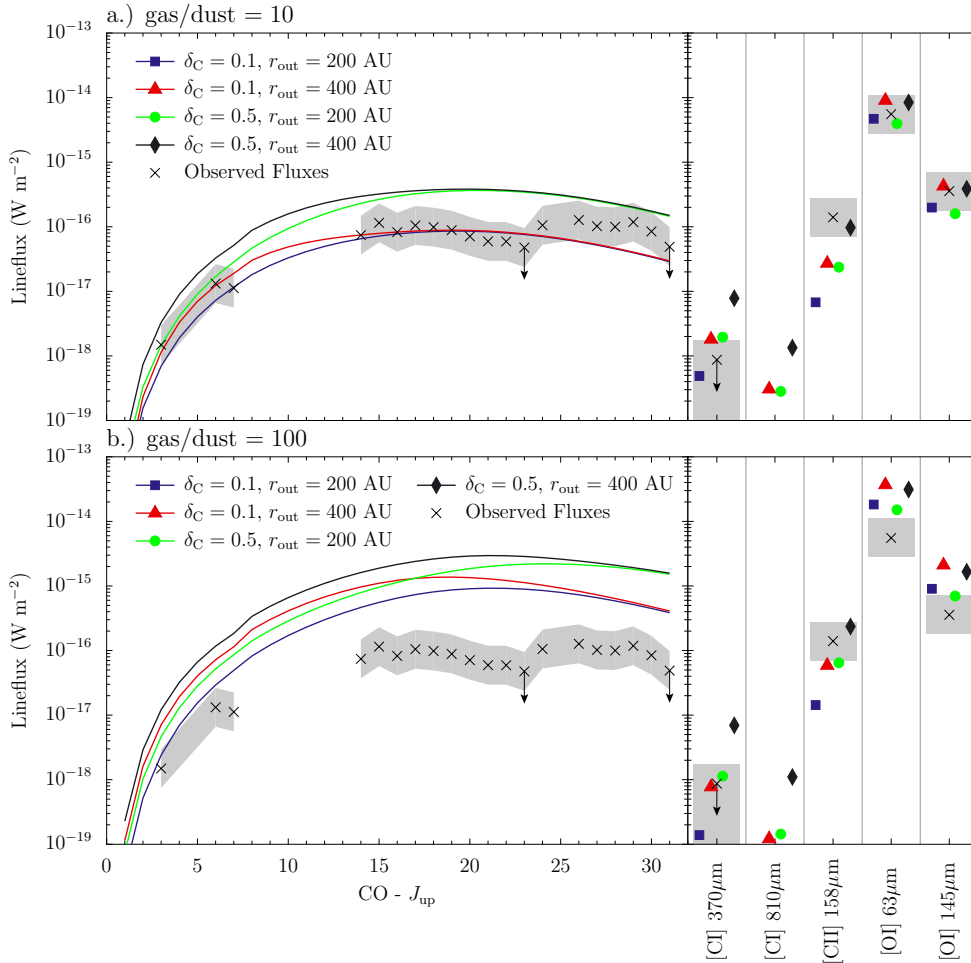 a.) gas/dust = 10
10⁻¹³
10⁻¹⁴
10⁻¹⁵
10⁻¹⁶
10⁻¹⁷
10⁻¹⁸
10⁻¹⁹
Lineflux (W m⁻²)
δ_C = 0.1, r_out = 200 AU
δ_C = 0.1, r_out = 400 AU
δ_C = 0.5, r_out = 200 AU
δ_C = 0.5, r_out = 400 AU
Observed Fluxes
b.) gas/dust = 100
10⁻¹³
10⁻¹⁴
10⁻¹⁵
10⁻¹⁶
10⁻¹⁷
10⁻¹⁸
10⁻¹⁹
Lineflux (W m⁻²)
δ_C = 0.1, r_out = 200 AU
δ_C = 0.1, r_out = 400 AU
δ_C = 0.5, r_out = 200 AU
δ_C = 0.5, r_out = 400 AU
Observed Fluxes
0 5 10 15 20 25 30
CO - J_up
[CI] 370μm
[CI] 810μm
[CII] 158μm
[OI] 63μm
[OI] 145μm